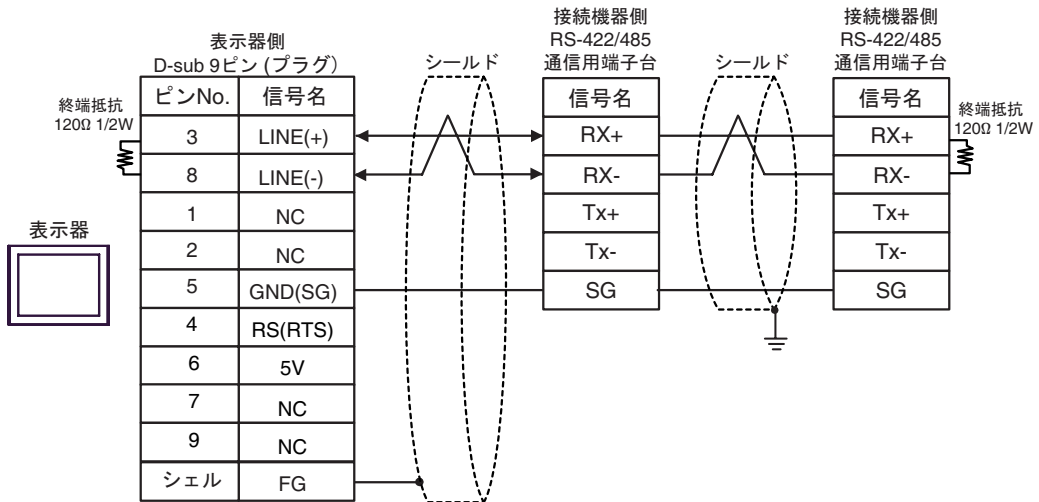 表示器側
D-sub 9ピン (プラグ)
ピンNo. 信号名
3 LINE(+)
8 LINE(-)
1 NC
2 NC
5 GND(SG)
4 RS(RTS)
6 5V
7 NC
9 NC
シェル FG
終端抵抗
120Ω 1/2W
表示器
シールド
接続機器側
RS-422/485
通信用端子台
信号名
RX+
RX-
Tx+
Tx-
SG
シールド
接続機器側
RS-422/485
通信用端子台
信号名
RX+
RX-
Tx+
Tx-
SG
終端抵抗
120Ω 1/2W